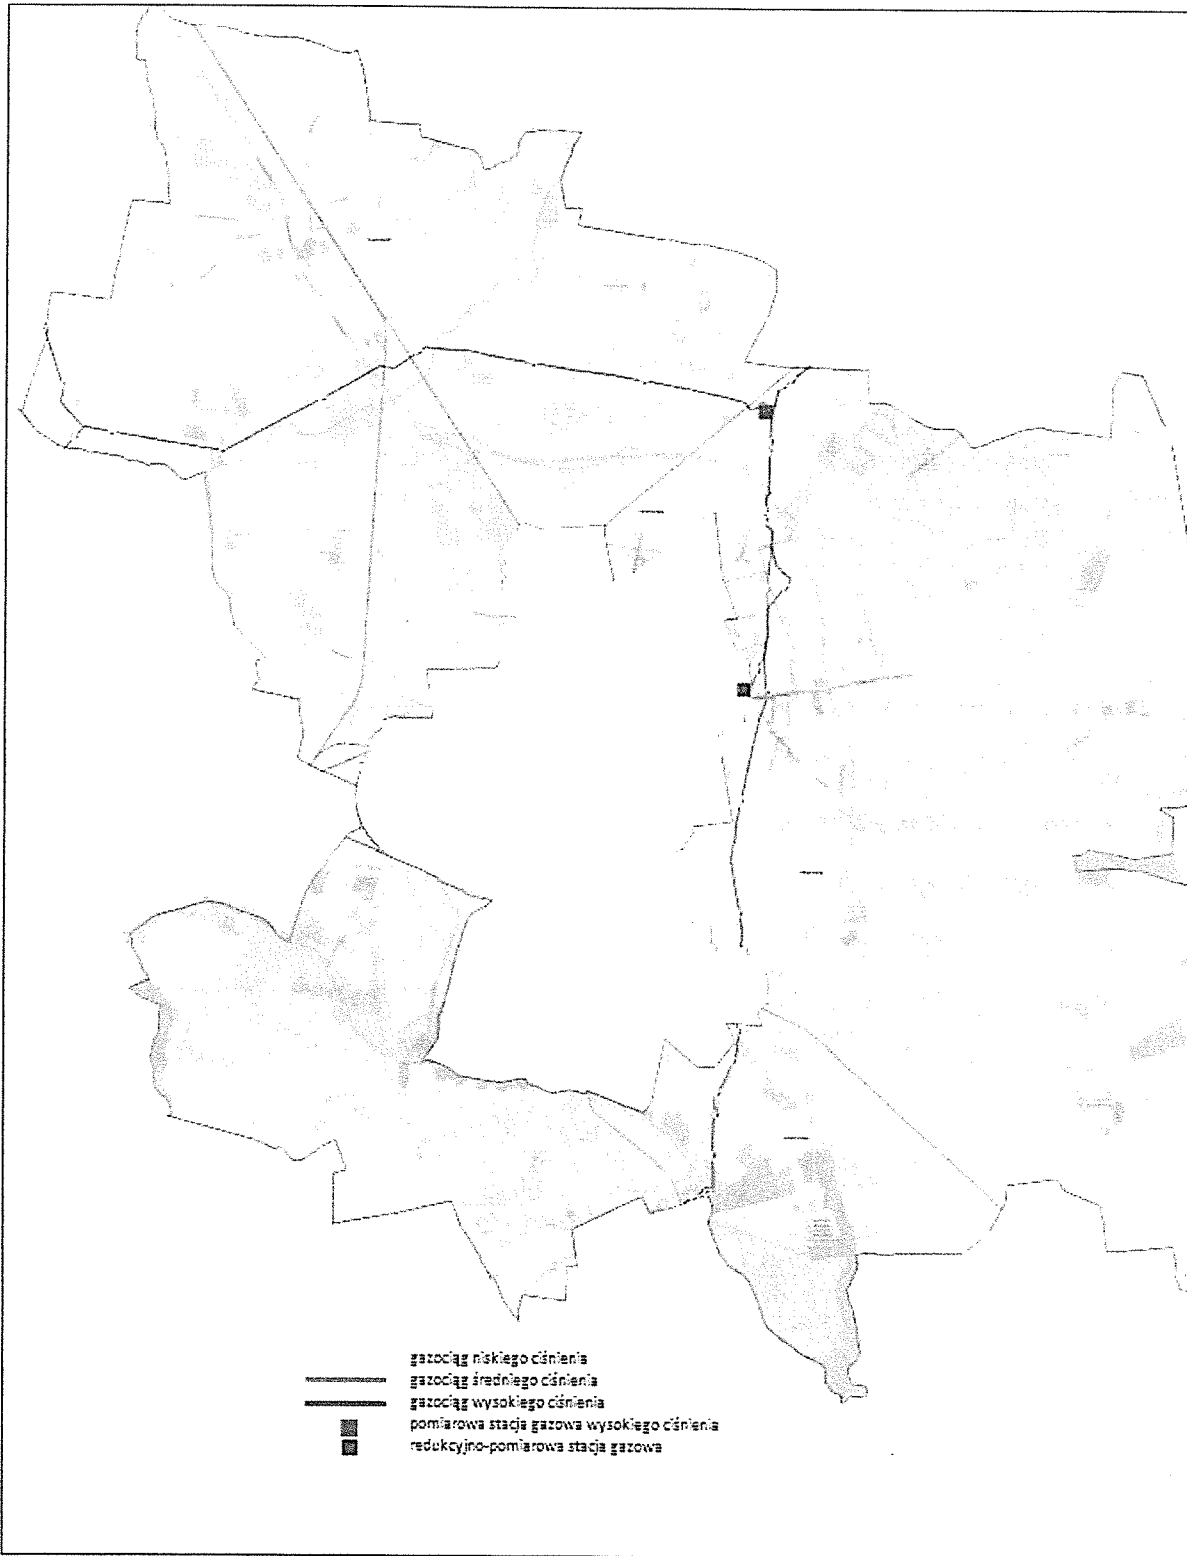 gazociąg niskiego ciśnienia
gazociąg średniego ciśnienia
gazociąg wysokiego ciśnienia
pomiarowa stacja gazowa wysokiego ciśnienia
redukcyjno-pomiarowa stacja gazowa